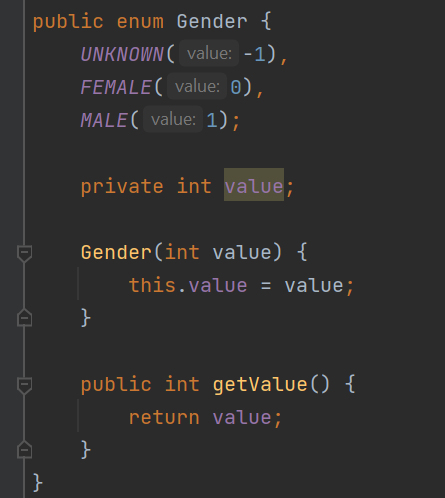 public enum Gender {
UNKNOWN( value: -1),
FEMALE( value: 0),
MALE( value: 1);
private int value;
Gender(int value) {
this.value = value;
}
public int getValue() {
return value;
}
}